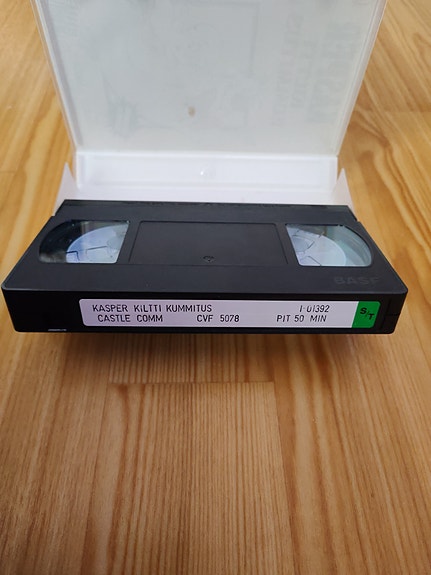 BASF
KASPER KILTTI KUMMITUS I-01392
CASTLE COMM CVF 5078 PIT 50 MIN
S/T